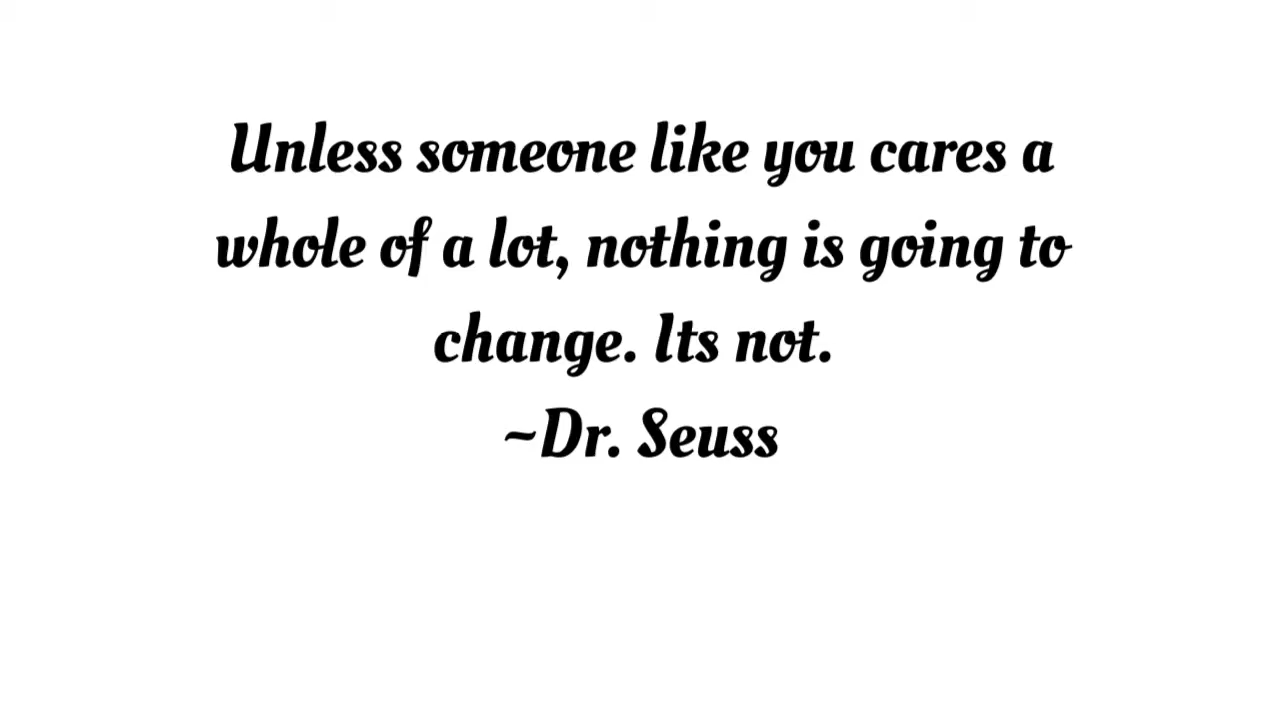 Unless someone like you cares a
whole of a lot, nothing is going to
change. Its not.
~Dr. Seuss